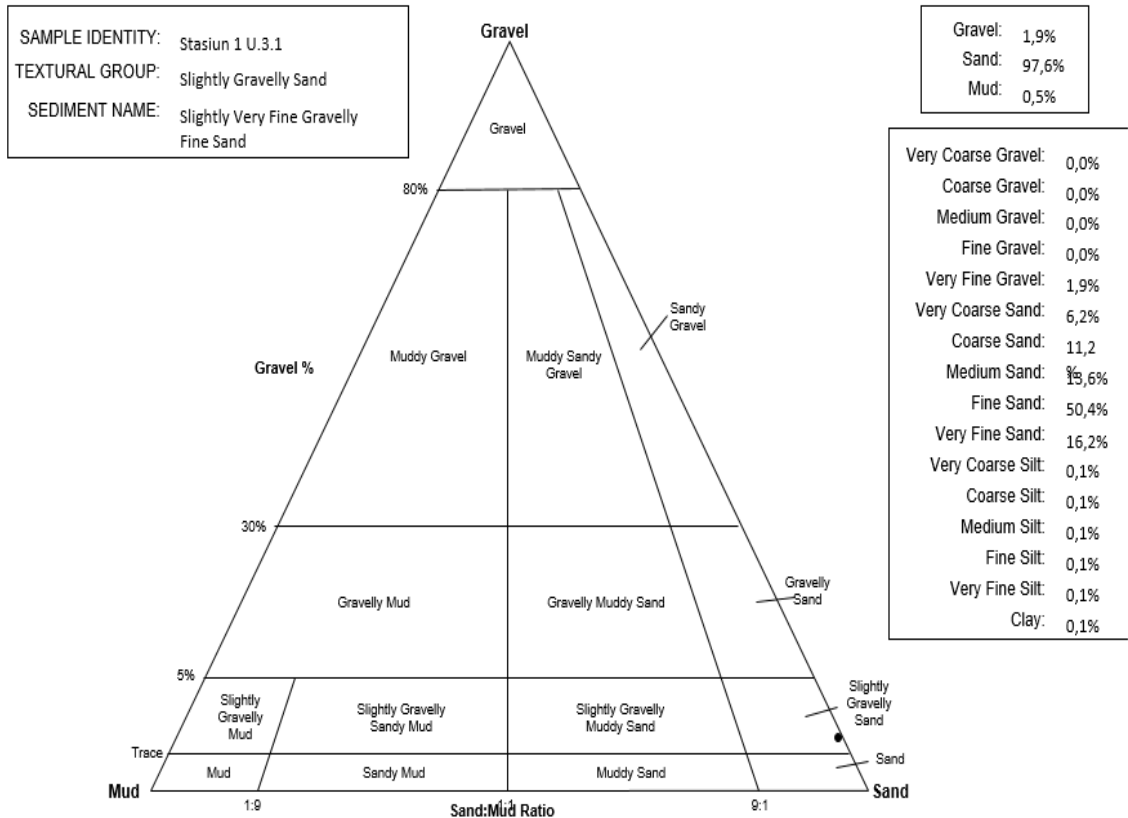 SAMPLE IDENTITY: Stasiun 1 U.3.1
TEXTURAL GROUP: Slightly Gravelly Sand
SEDIMENT NAME: Slightly Very Fine Gravelly
Fine Sand
Gravel: 1,9%
Sand: 97,6%
Mud: 0,5%
Very Coarse Gravel: 0,0%
Coarse Gravel: 0,0%
Medium Gravel: 0,0%
Fine Gravel: 0,0%
Very Fine Gravel: 1,9%
Very Coarse Sand: 6,2%
Coarse Sand: 11,2
%
Medium Sand: 13,6%
Fine Sand: 50,4%
Very Fine Sand: 16,2%
Very Coarse Silt: 0,1%
Coarse Silt: 0,1%
Medium Silt: 0,1%
Fine Silt: 0,1%
Very Fine Silt: 0,1%
Clay: 0,1%
Gravel
Gravel
80%
Sandy
Gravel
Muddy Gravel
Muddy Sandy
Gravel
Gravel %
30%
Gravelly Mud
Gravelly Muddy Sand
Gravelly
Sand
5%
Slightly
Gravelly
Mud
Slightly Gravelly
Sandy Mud
Slightly Gravelly
Muddy Sand
Slightly
Gravelly
Sand
Trace
Mud
Sandy Mud
Muddy Sand
Sand
Mud
Sand
1:9
1:1
9:1
Sand:Mud Ratio